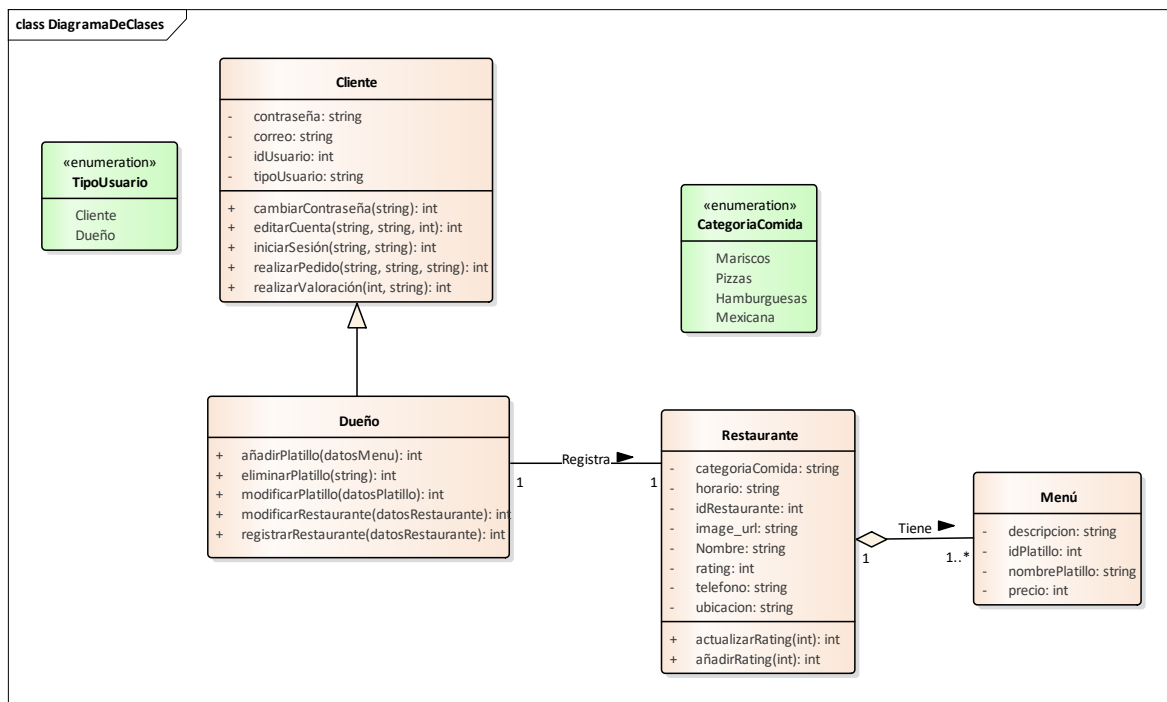 class DiagramaDeClases
Cliente
- contraseña: string
- correo: string
- idUsuario: int
- tipoUsuario: string
+ cambiarContraseña(string): int
+ editarCuenta(string, string, int): int
+ iniciarSesión(string, string): int
+ realizarPedido(string, string, string): int
+ realizarValoración(int, string): int
«enumeration»
TipoUsuario
Cliente
Dueño
«enumeration»
CategoriaComida
Mariscos
Pizzas
Hamburguesas
Mexicana
Dueño
+ añadirPlatillo(datosMenu): int
+ eliminarPlatillo(string): int
+ modificarPlatillo(datosPlatillo): int
+ modificarRestaurante(datosRestaurante): int
+ registrarRestaurante(datosRestaurante): int
Registra
1
1
Restaurante
- categoriaComida: string
- horario: string
- idRestaurante: int
- image_url: string
- Nombre: string
- rating: int
- telefono: string
- ubicacion: string
+ actualizarRating(int): int
+ añadirRating(int): int
Tiene
1
1..*
Menú
- descripcion: string
- idPlatillo: int
- nombrePlatillo: string
- precio: int